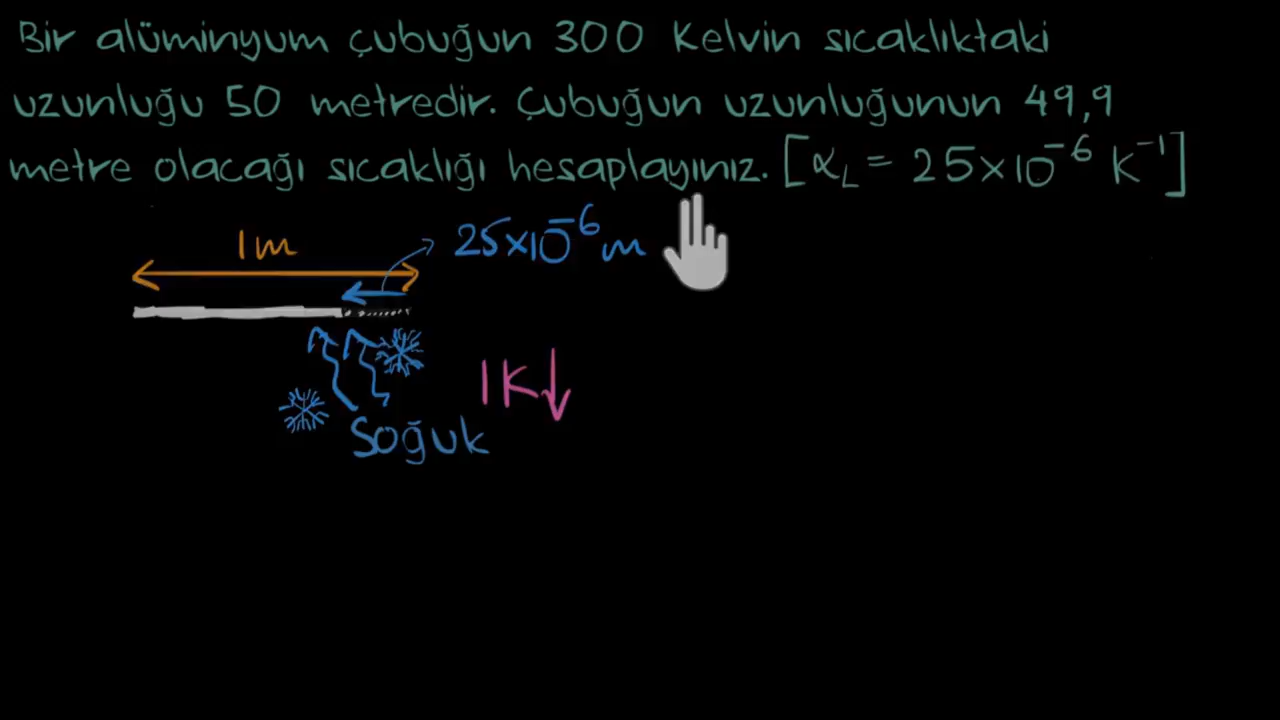 Bir alüminyum çubuğun 300 Kelvin sıcaklıktaki
uzunluğu 50 metredir. Çubuğun uzunluğunun 49,9
metre olacağı sıcaklığı hesaplayınız. [α_L = 25×10⁻⁶ K⁻¹]
1m
25×10⁻⁶ m
1K↓
Soğuk